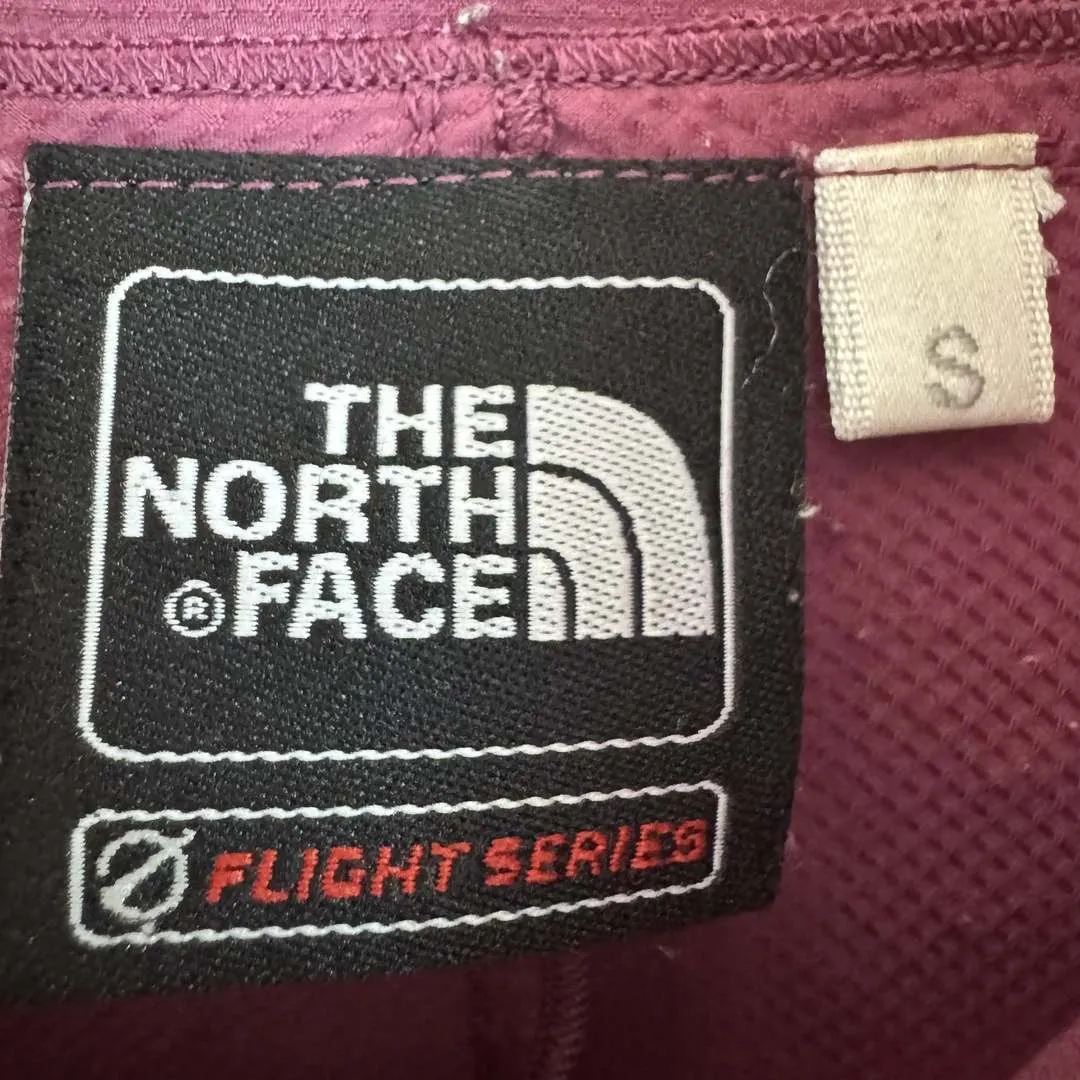 THE
NORTH
® FACE
FLIGHT SERIES
S